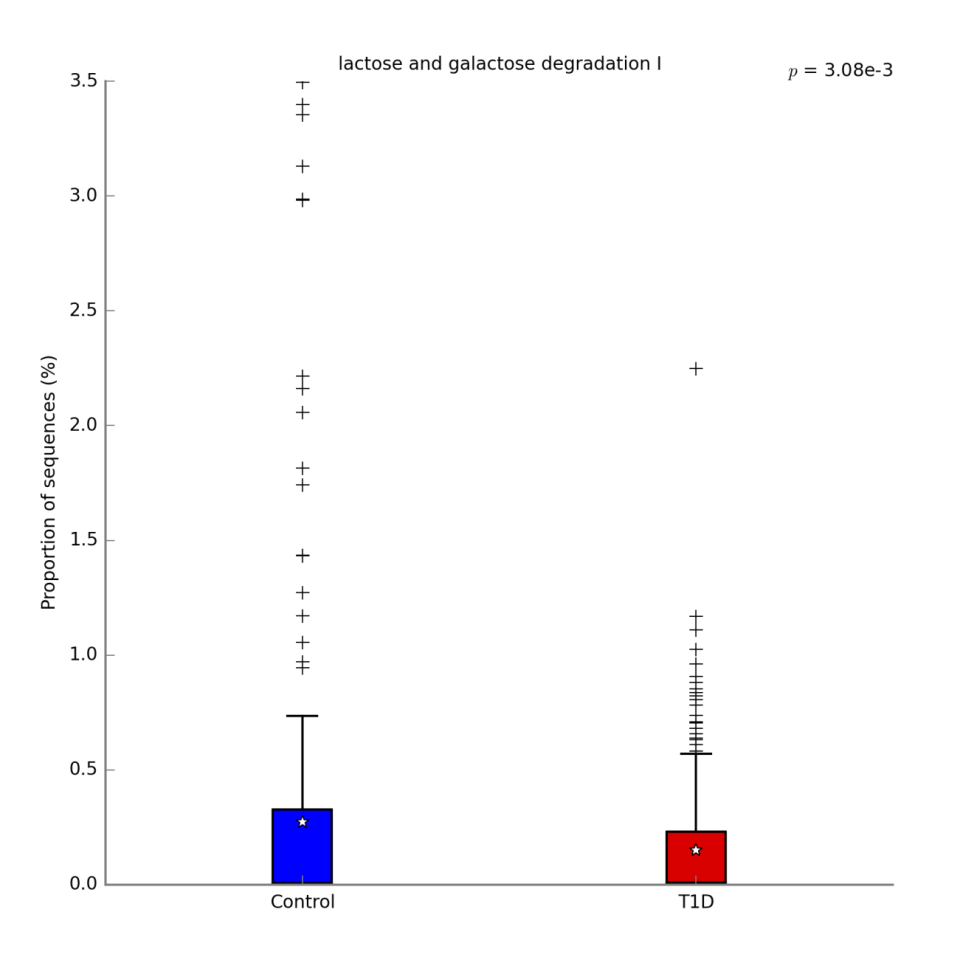 lactose and galactose degradation I
p = 3.08e-3
3.5
3.0
2.5
2.0
1.5
1.0
0.5
0.0
Proportion of sequences (%)
Control
T1D